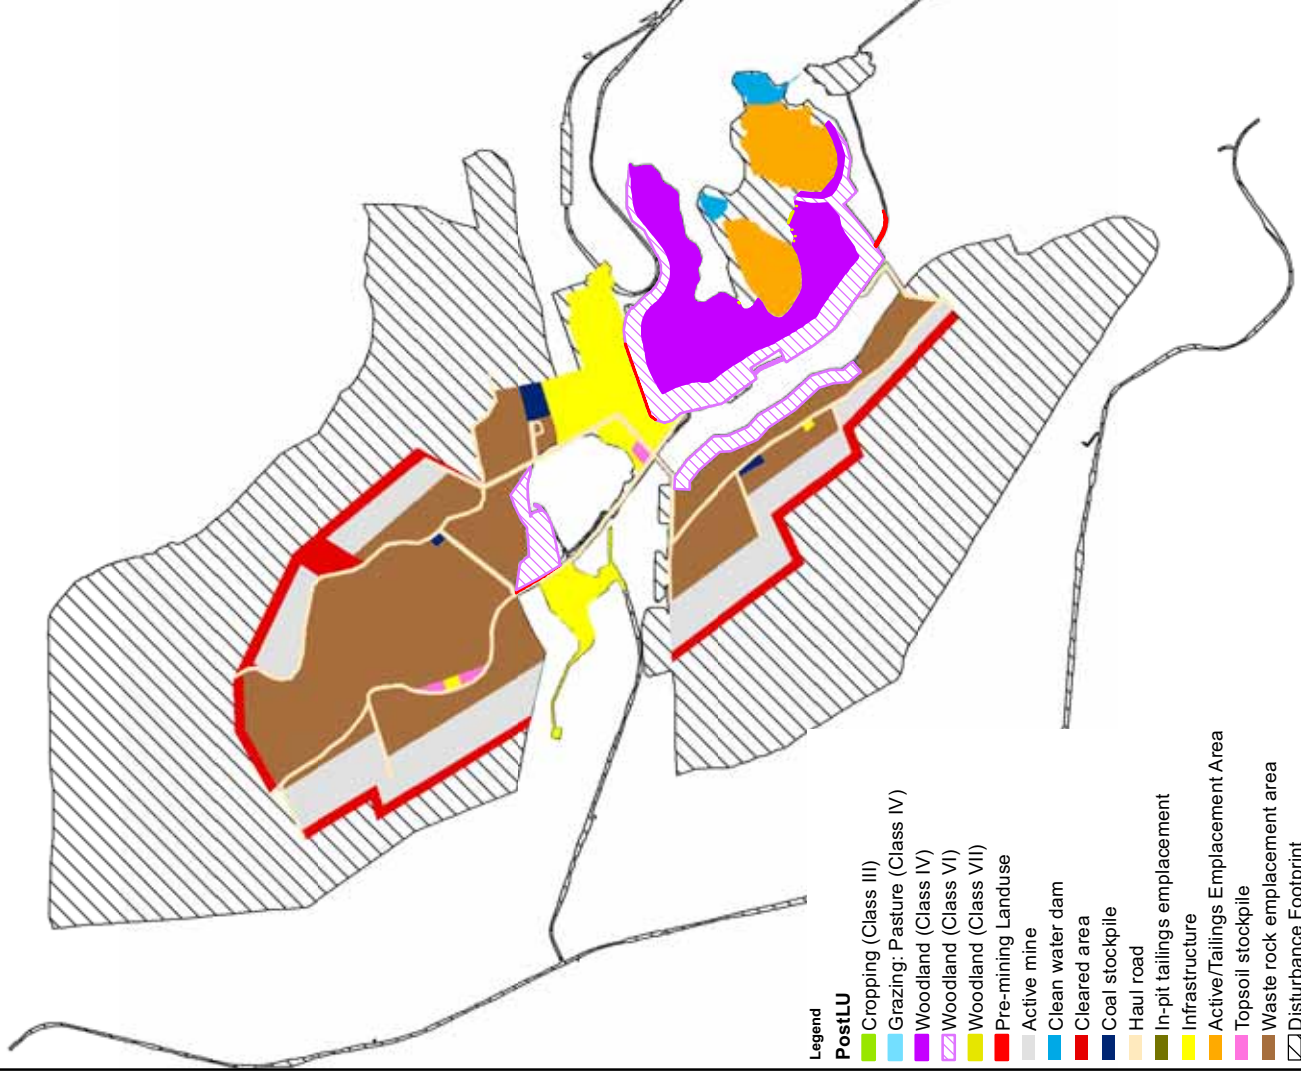 Legend
PostLU
Cropping (Class III)
Grazing: Pasture (Class IV)
Woodland (Class IV)
Woodland (Class VI)
Woodland (Class VII)
Pre-mining Landuse
Active mine
Clean water dam
Cleared area
Coal stockpile
Haul road
In-pit tailings emplacement
Infrastructure
Active/Tailings Emplacement Area
Topsoil stockpile
Waste rock emplacement area
Disturbance Footprint